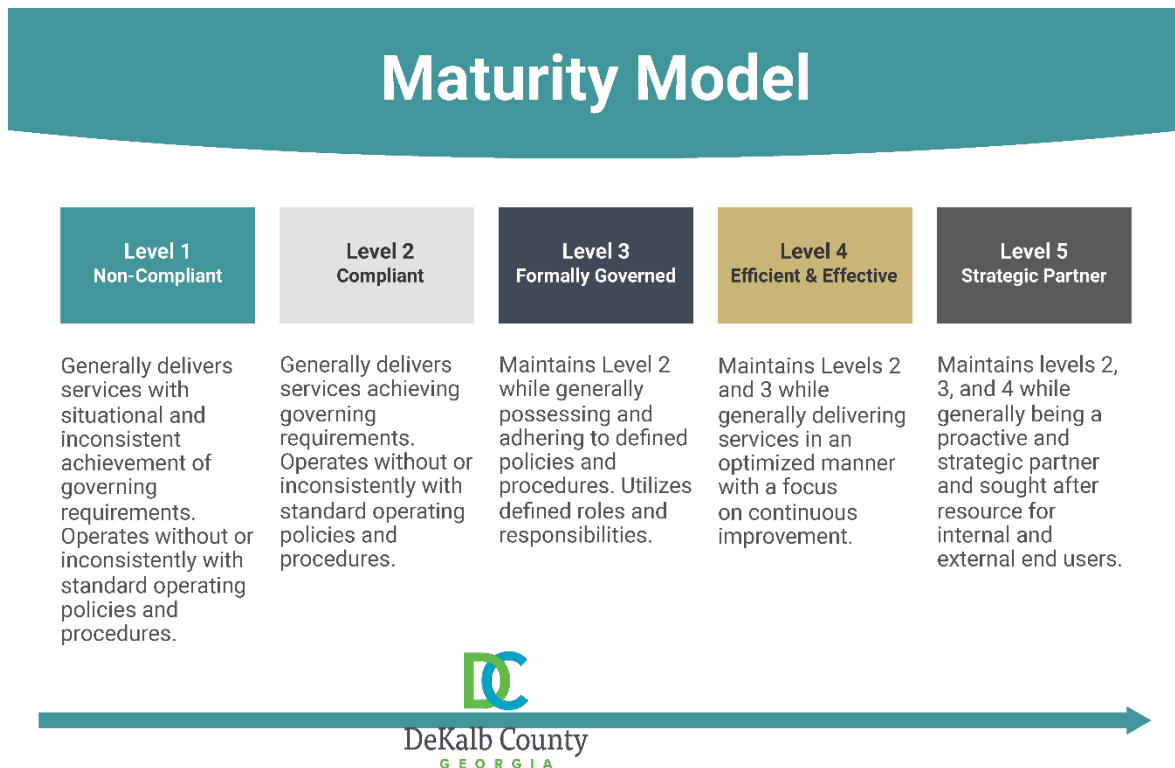 Maturity Model
Level 1
Non-Compliant
Generally delivers
services with
situational and
inconsistent
achievement of
governing
requirements.
Operates without or
inconsistently with
standard operating
policies and
procedures.
Level 2
Compliant
Generally delivers
services achieving
governing
requirements.
Operates without or
inconsistently with
standard operating
policies and
procedures.
Level 3
Formally Governed
Maintains Level 2
while generally
possessing and
adhering to defined
policies and
procedures. Utilizes
defined roles and
responsibilities.
Level 4
Efficient & Effective
Maintains Levels 2
and 3 while
generally delivering
services in an
optimized manner
with a focus
on continuous
improvement.
Level 5
Strategic Partner
Maintains levels 2,
3, and 4 while
generally being a
proactive and
strategic partner
and sought after
resource for
internal and
external end users.
DC
DeKalb County
GEORGIA